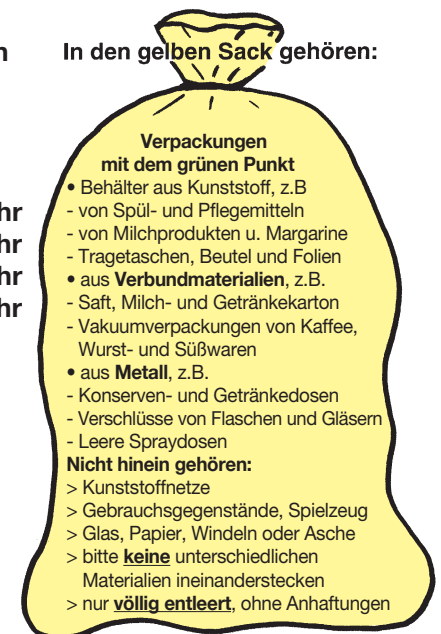 In den gelben Sack gehören:
Verpackungen
mit dem grünen Punkt
• Behälter aus Kunststoff, z.B
- von Spül- und Pflegemitteln
- von Milchprodukten u. Margarine
- Tragetaschen, Beutel und Folien
• aus Verbundmaterialien, z.B.
- Saft, Milch- und Getränkekarton
- Vakuumverpackungen von Kaffee,
Wurst- und Süßwaren
• aus Metall, z.B.
- Konserven- und Getränkedosen
- Verschlüsse von Flaschen und Gläsern
- Leere Spraydosen
Nicht hinein gehören:
> Kunststoffnetze
> Gebrauchsgegenstände, Spielzeug
> Glas, Papier, Windeln oder Asche
> bitte keine unterschiedlichen
Materialien ineinanderstecken
> nur völlig entleert, ohne Anhaftungen